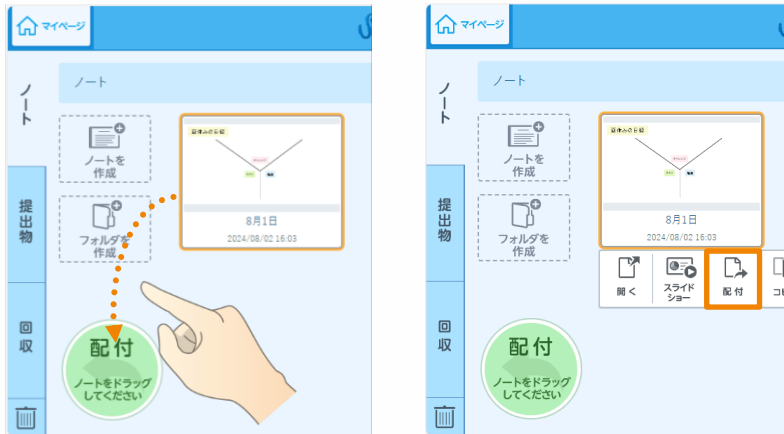 マイページ
ノート
ノート
ノートを
作成
フォルダを
作成
8月1日
2024/08/02 16:03
提出物
回収
配付
ノートをドラッグ
してください
マイページ
ノート
ノート
ノートを
作成
フォルダを
作成
8月1日
2024/08/02 16:03
開く
スライド
ショー
配付
提出物
回収
配付
ノートをドラッグ
してください